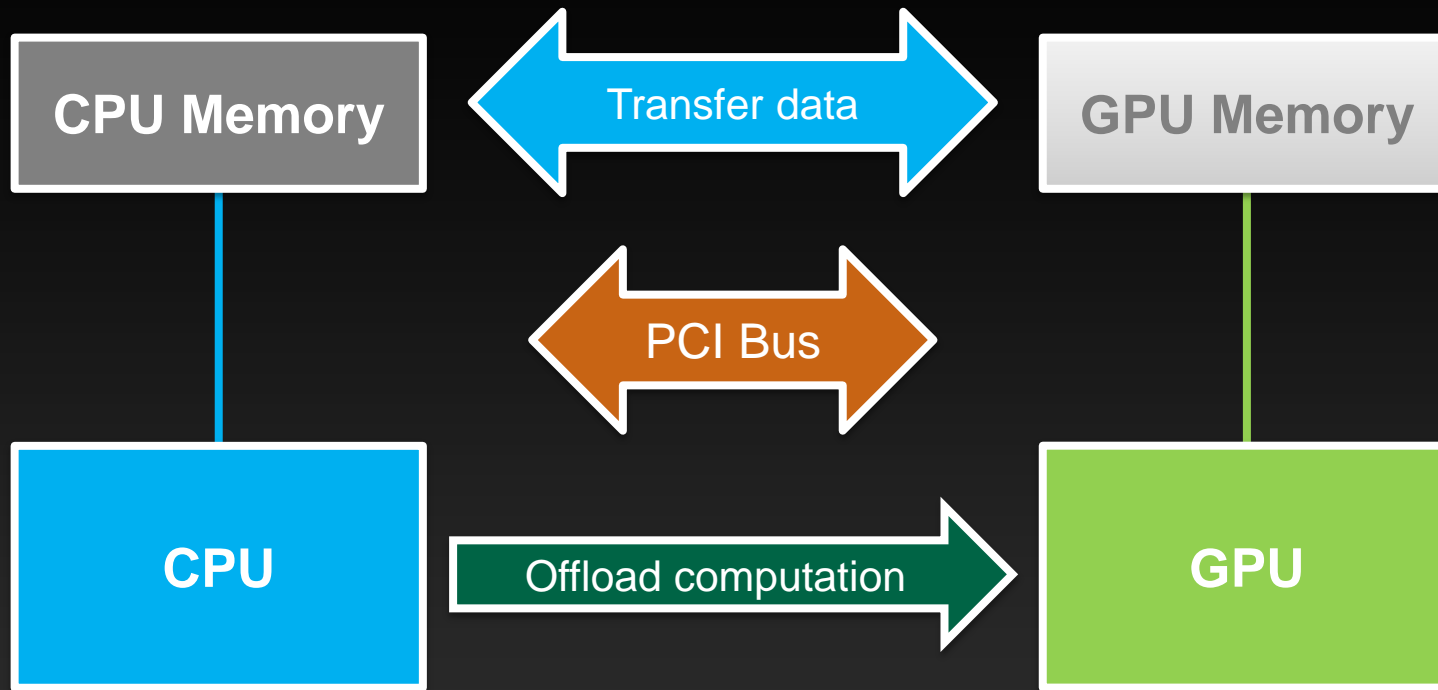 CPU Memory
Transfer data
GPU Memory
PCI Bus
CPU
Offload computation
GPU